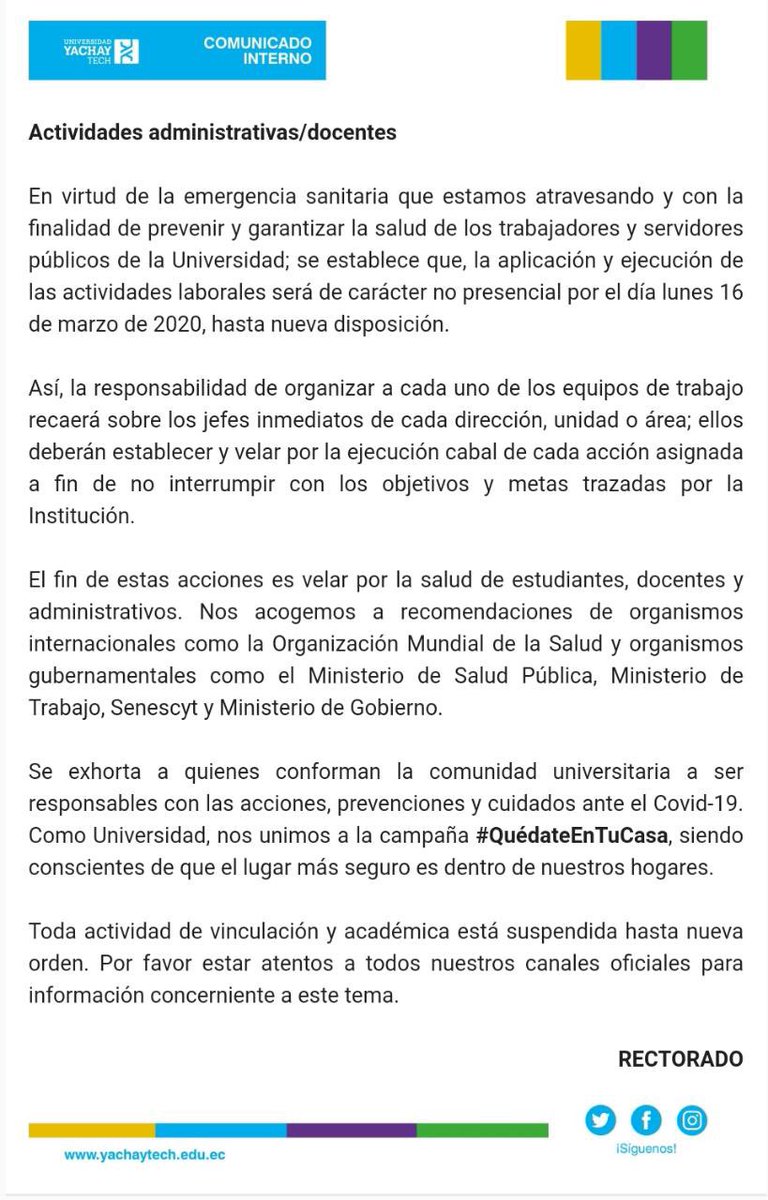 UNIVERSIDAD
YACHAY
TECH
COMUNICADO
INTERNO
Actividades administrativas/docentes
En virtud de la emergencia sanitaria que estamos atravesando y con la
finalidad de prevenir y garantizar la salud de los trabajadores y servidores
públicos de la Universidad; se establece que, la aplicación y ejecución de
las actividades laborales será de carácter no presencial por el día lunes 16
de marzo de 2020, hasta nueva disposición.
Así, la responsabilidad de organizar a cada uno de los equipos de trabajo
recaerá sobre los jefes inmediatos de cada dirección, unidad o área; ellos
deberán establecer y velar por la ejecución cabal de cada acción asignada
a fin de no interrumpir con los objetivos y metas trazadas por la
Institución.
El fin de estas acciones es velar por la salud de estudiantes, docentes y
administrativos. Nos acogemos a recomendaciones de organismos
internacionales como la Organización Mundial de la Salud y organismos
gubernamentales como el Ministerio de Salud Pública, Ministerio de
Trabajo, Senescyt y Ministerio de Gobierno.
Se exhorta a quienes conforman la comunidad universitaria a ser
responsables con las acciones, prevenciones y cuidados ante el Covid-19.
Como Universidad, nos unimos a la campaña #QuédateEnTuCasa, siendo
conscientes de que el lugar más seguro es dentro de nuestros hogares.
Toda actividad de vinculación y académica está suspendida hasta nueva
orden. Por favor estar atentos a todos nuestros canales oficiales para
información concerniente a este tema.
RECTORADO
www.yachaytech.edu.ec
¡Síguenos!